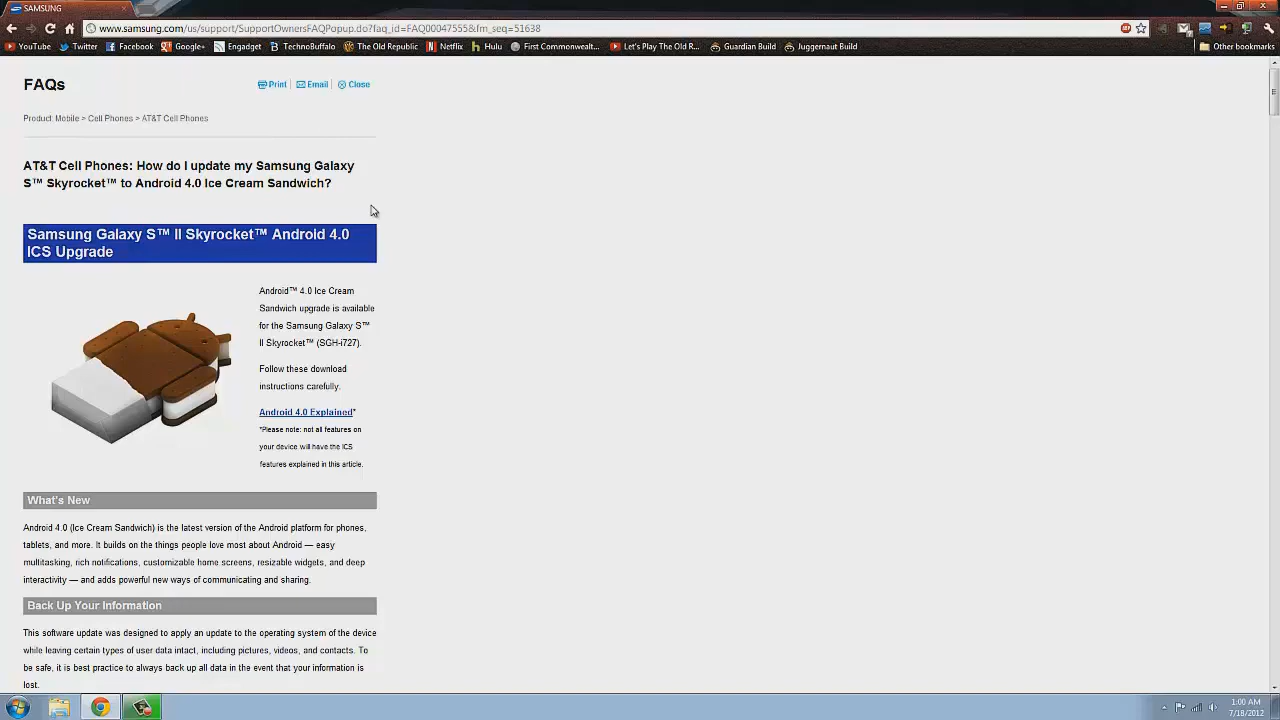 SAMSUNG
www.samsung.com/us/support/SupportOwnersFAQPopup.do?faq_id=FAQ00047555&fm_seq=51638
YouTube Twitter Facebook Google+ Engadget TechnoBuffalo The Old Republic Netflix Hulu First Commonwealt... Let's Play The Old R... Guardian Build Juggernaut Build Other bookmarks
FAQs Print Email Close
Product: Mobile > Cell Phones > AT&T Cell Phones
AT&T Cell Phones: How do I update my Samsung Galaxy
S™ Skyrocket™ to Android 4.0 Ice Cream Sandwich?
Samsung Galaxy S™ II Skyrocket™ Android 4.0
ICS Upgrade
Android™ 4.0 Ice Cream
Sandwich upgrade is available
for the Samsung Galaxy S™
II Skyrocket™ (SGH-i727).
Follow these download
instructions carefully.
Android 4.0 Explained*
*Please note: not all features on
your device will have the ICS
features explained in this article.
What's New
Android 4.0 (Ice Cream Sandwich) is the latest version of the Android platform for phones,
tablets, and more. It builds on the things people love most about Android — easy
multitasking, rich notifications, customizable home screens, resizable widgets, and deep
interactivity — and adds powerful new ways of communicating and sharing.
Back Up Your Information
This software update was designed to apply an update to the operating system of the device
while leaving certain types of user data intact, including pictures, videos, and contacts. To
be safe, it is best practice to always back up all data in the event that your information is
lost.
1:00 AM
7/18/2012